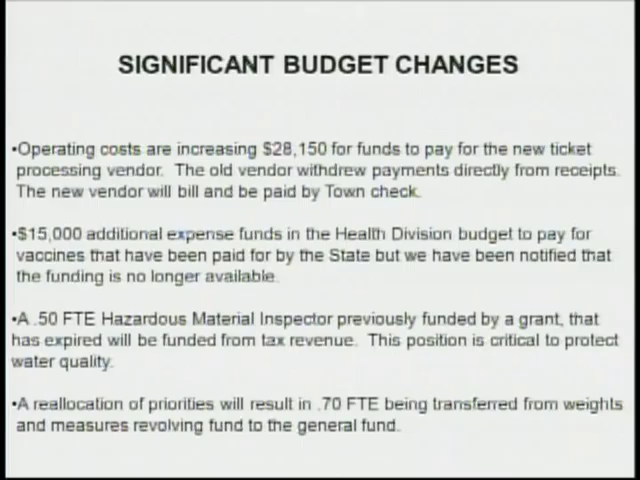 SIGNIFICANT BUDGET CHANGES
•Operating costs are increasing $28,150 for funds to pay for the new ticket
processing vendor.  The old vendor withdrew payments directly from receipts.
The new vendor will bill and be paid by Town check.
•$15,000 additional expense funds in the Health Division budget to pay for
vaccines that have been paid for by the State but we have been notified that
the funding is no longer available.
•A .50 FTE Hazardous Material Inspector previously funded by a grant, that
has expired will be funded from tax revenue.  This position is critical to protect
water quality.
•A reallocation of priorities will result in .70 FTE being transferred from weights
and measures revolving fund to the general fund.